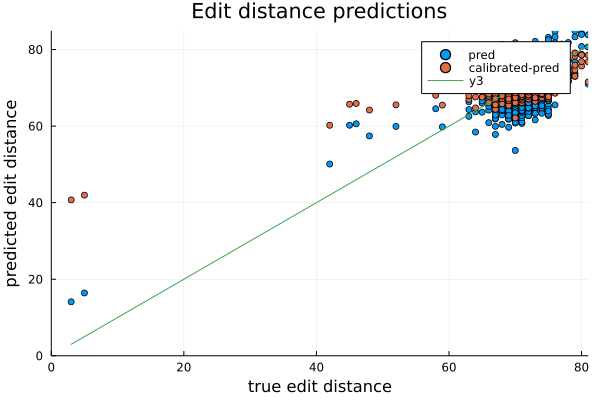 Edit distance predictions
pred
calibrated-pred
y3
predicted edit distance
80
60
40
20
0
0 20 40 60 80
true edit distance